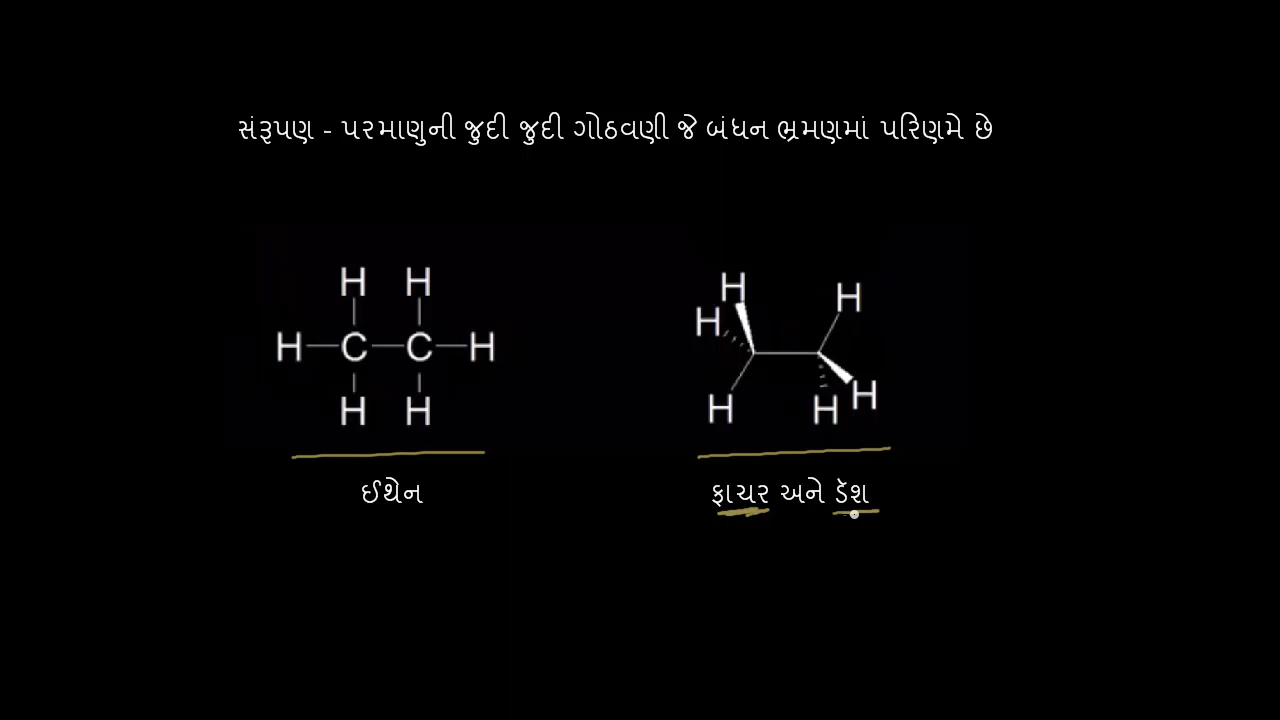 સંરૂપણ - પરમાણુની જુદી જુદી ગોઠવણી જે બંધન ભ્રમણમાં પરિણમે છે
H H
H C C H
H H
H H
H
H H H
ઈથેન
ફાચર અને ડૅશ